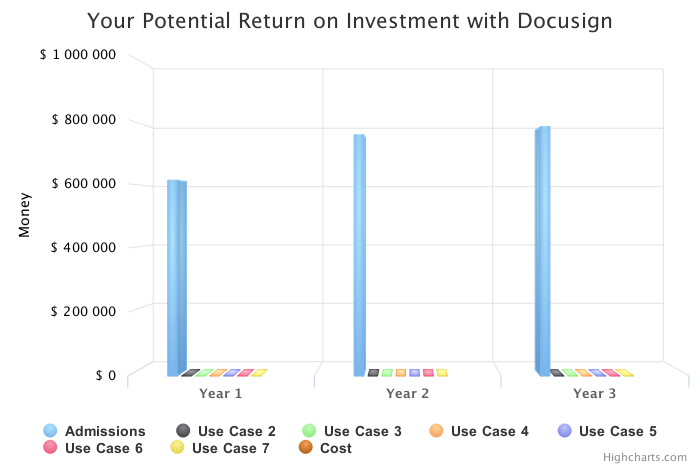 Your Potential Return on Investment with Docusign
$ 1 000 000
$ 800 000
$ 600 000
$ 400 000
$ 200 000
$ 0
Money
Year 1
Year 2
Year 3
Admissions
Use Case 2
Use Case 3
Use Case 4
Use Case 5
Use Case 6
Use Case 7
Cost
Highcharts.com